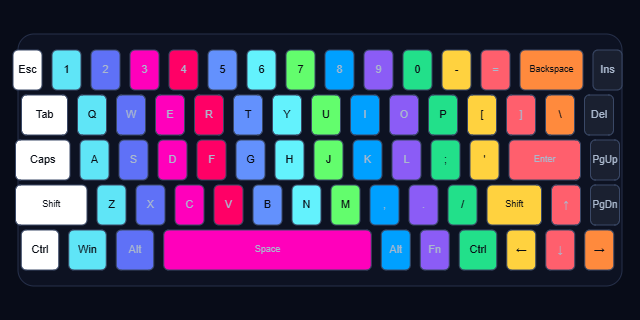 Esc 1 2 3 4 5 6 7 8 9 0 - = Backspace Ins
Tab Q W E R T Y U I O P [ ] \ Del
Caps A S D F G H J K L ; ' Enter PgUp
Shift Z X C V B N M , . / Shift ↑ PgDn
Ctrl Win Alt Space Alt Fn Ctrl ← ↓ →